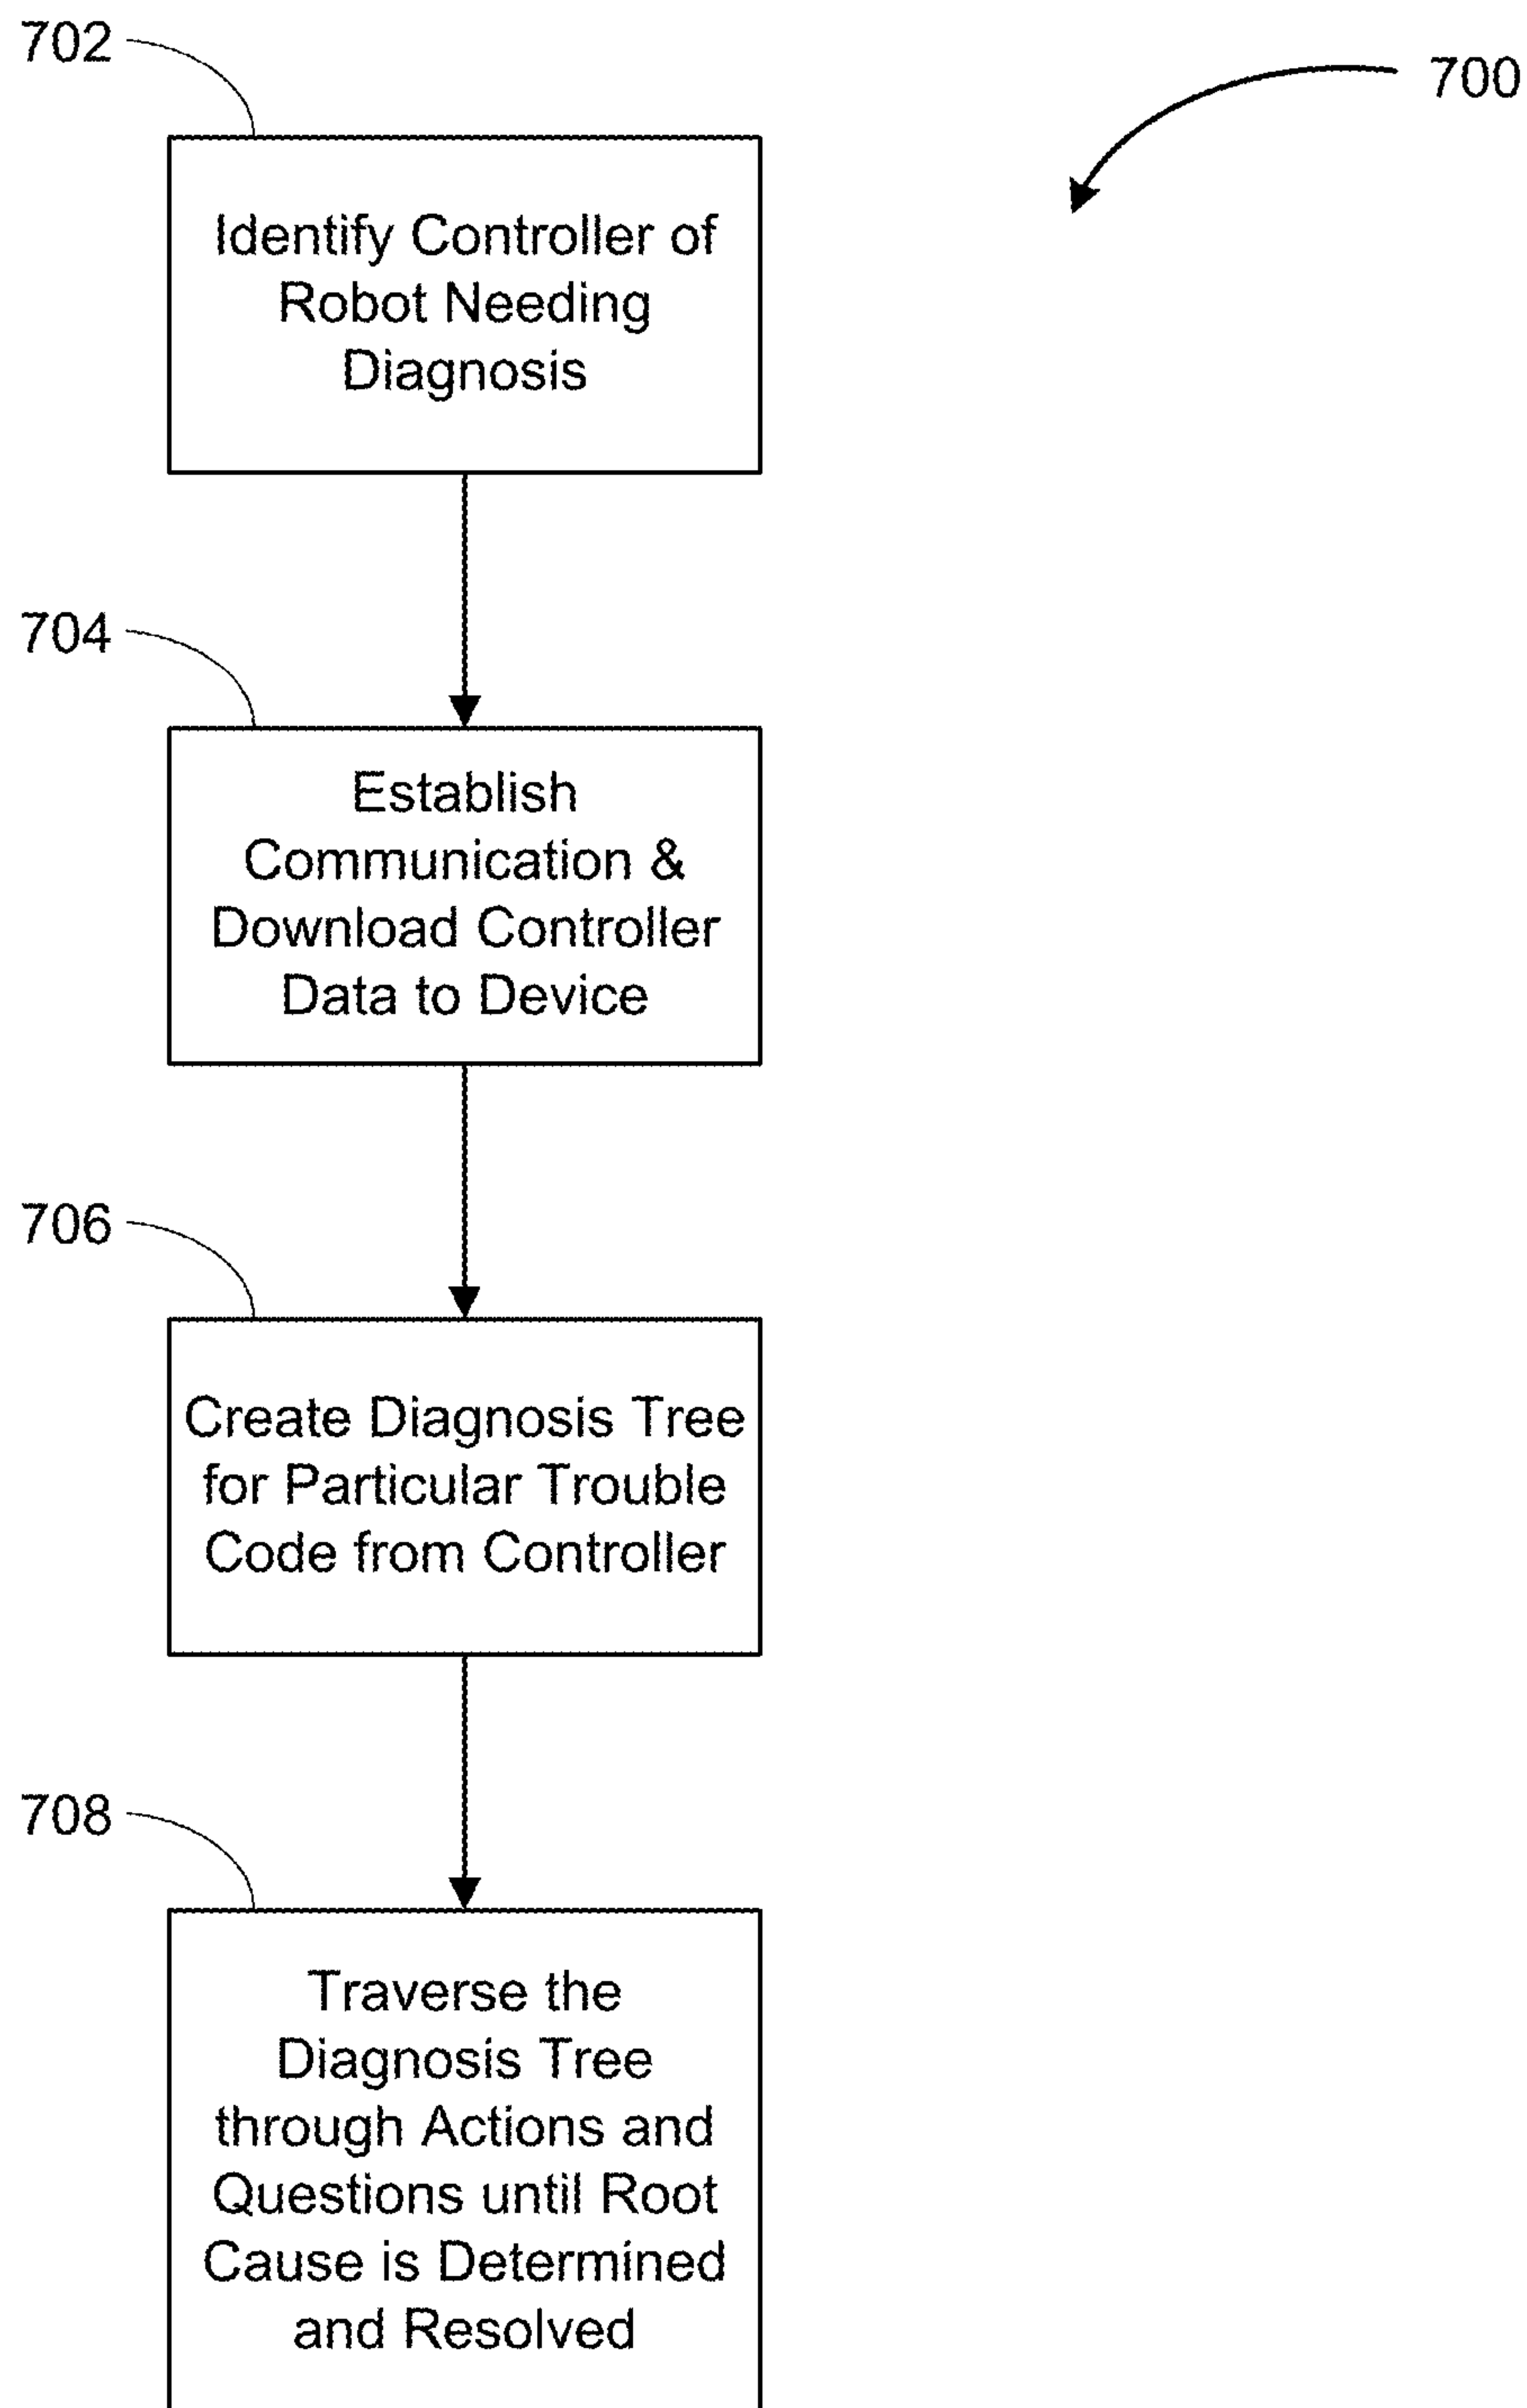 702
700
Identify Controller of
Robot Needing
Diagnosis
704
Establish
Communication &
Download Controller
Data to Device
706
Create Diagnosis Tree
for Particular Trouble
Code from Controller
708
Traverse the
Diagnosis Tree
through Actions and
Questions until Root
Cause is Determined
and Resolved